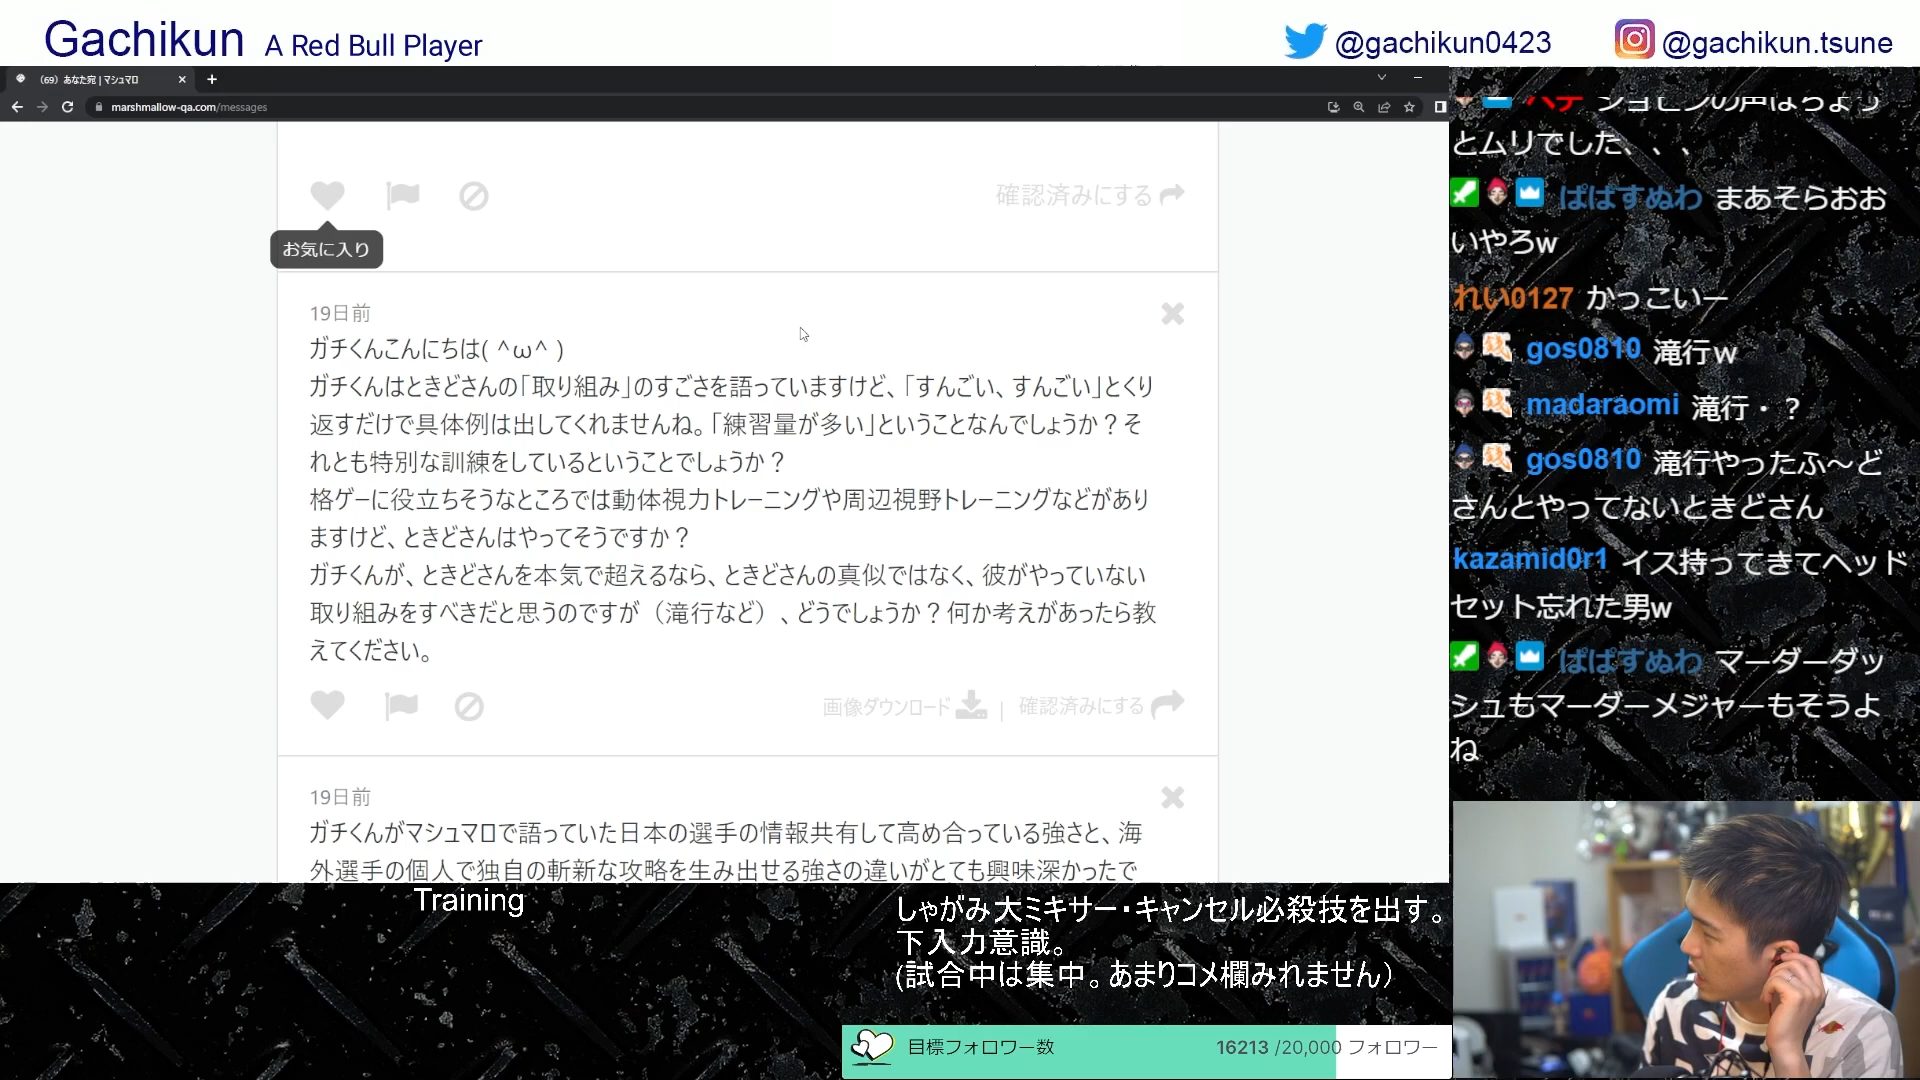 Gachikun A Red Bull Player
@gachikun0423
@gachikun.tsune
(69) あなた宛 | マシュマロ
marshmallow-qa.com/messages
確認済みにする
お気に入り
19日前
ガチくんこんにちは( ^ω^ )
ガチくんはときどさんの「取り組み」のすごさを語っていますけど、「すんごい、すんごい」とくり
返すだけで具体例は出してくれませんね。「練習量が多い」ということなんでしょうか？そ
れとも特別な訓練をしているということでしょうか？
格ゲーに役立ちそうなところでは動体視力トレーニングや周辺視野トレーニングなどがあり
ますけど、ときどさんはやってそうですか？
ガチくんが、ときどさんを本気で超えるなら、ときどさんの真似ではなく、彼がやっていない
取り組みをすべきだと思うのですが（滝行など）、どうでしょうか？何か考えがあったら教
えてください。
画像ダウンロード | 確認済みにする
19日前
ガチくんがマシュマロで語っていた日本の選手の情報共有して高め合っている強さと、海
外選手の個人で独自の斬新な攻略を生み出せる強さの違いがとても興味深かったで
とムリでした、、、
ぱぱすぬわ まあそらおお
いやろw
れい0127 かっこいー
gos0810 滝行w
madaraomi 滝行・？
gos0810 滝行やったふ～ど
さんとやってないときどさん
kazamid0r1 イス持ってきてヘッド
セット忘れた男w
ぱぱすぬわ マーダーダッ
シュもマーダーメジャーもそうよ
ね
Training
しゃがみ大ミキサー・キャンセル必殺技を出す。
下入力意識。
(試合中は集中。あまりコメ欄みれません)
目標フォロワー数 16213 /20,000 フォロワー